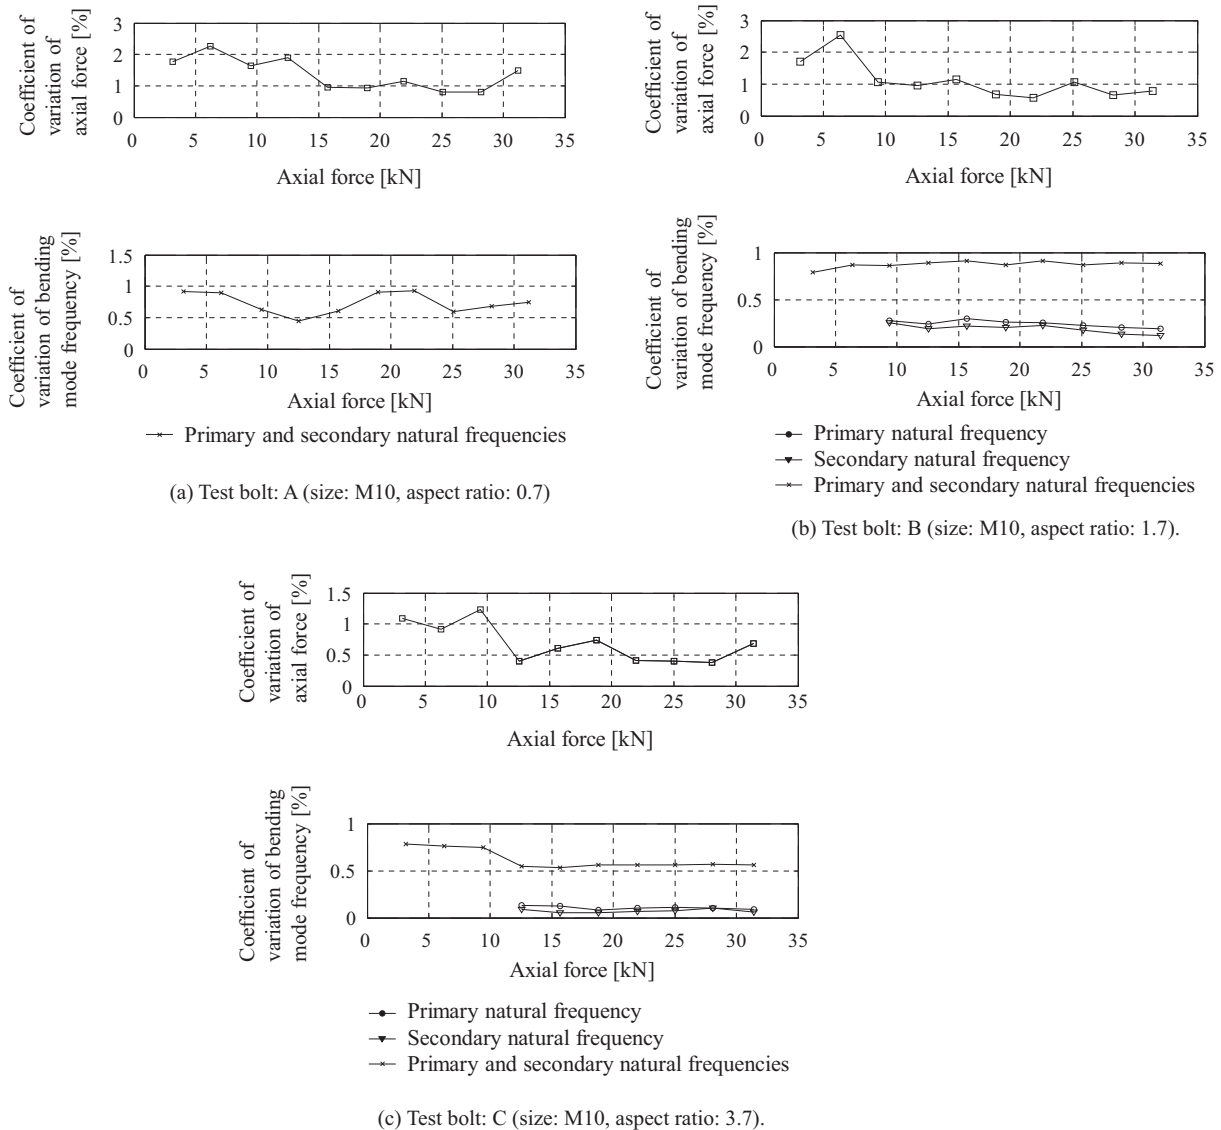 Coefficient of
variation of
axial force [%]
3
2
1
0
0 5 10 15 20 25 30 35
Axial force [kN]
Coefficient of
variation of bending
mode frequency [%]
1.5
1
0.5
0
0 5 10 15 20 25 30 35
Axial force [kN]
Primary and secondary natural frequencies
(a) Test bolt: A (size: M10, aspect ratio: 0.7)
Coefficient of
variation of
axial force [%]
3
2
1
0
0 5 10 15 20 25 30 35
Axial force [kN]
Coefficient of
variation of bending
mode frequency [%]
1
0.5
0
0 5 10 15 20 25 30 35
Axial force [kN]
Primary natural frequency
Secondary natural frequency
Primary and secondary natural frequencies
(b) Test bolt: B (size: M10, aspect ratio: 1.7).
Coefficient of
variation of
axial force [%]
1.5
1
0.5
0
0 5 10 15 20 25 30 35
Axial force [kN]
Coefficient of
variation of bending
mode frequency [%]
1
0.5
0
0 5 10 15 20 25 30 35
Axial force [kN]
Primary natural frequency
Secondary natural frequency
Primary and secondary natural frequencies
(c) Test bolt: C (size: M10, aspect ratio: 3.7).